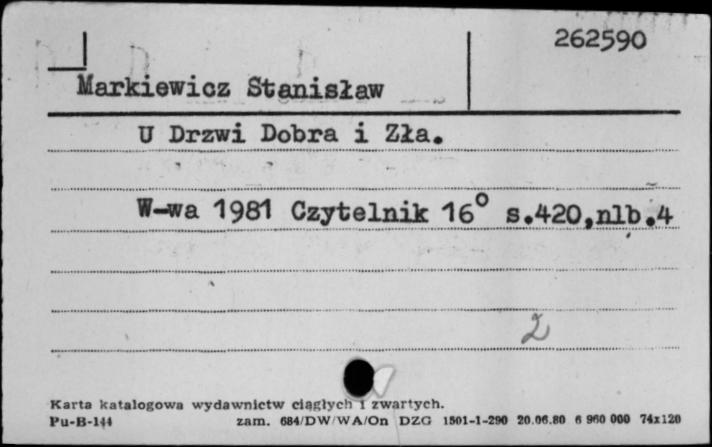 262590
Markiewicz Stanisław
U Drzwi Dobra i Zła.
W-wa 1981 Czytelnik 16° s.420,nlb.4
2
Karta katalogowa wydawnictw ciągłych i zwartych.
Pu-B-144 zam. 684/DW/WA/On DZG 1501-1-290 20.06.80 6 960 000 74x120